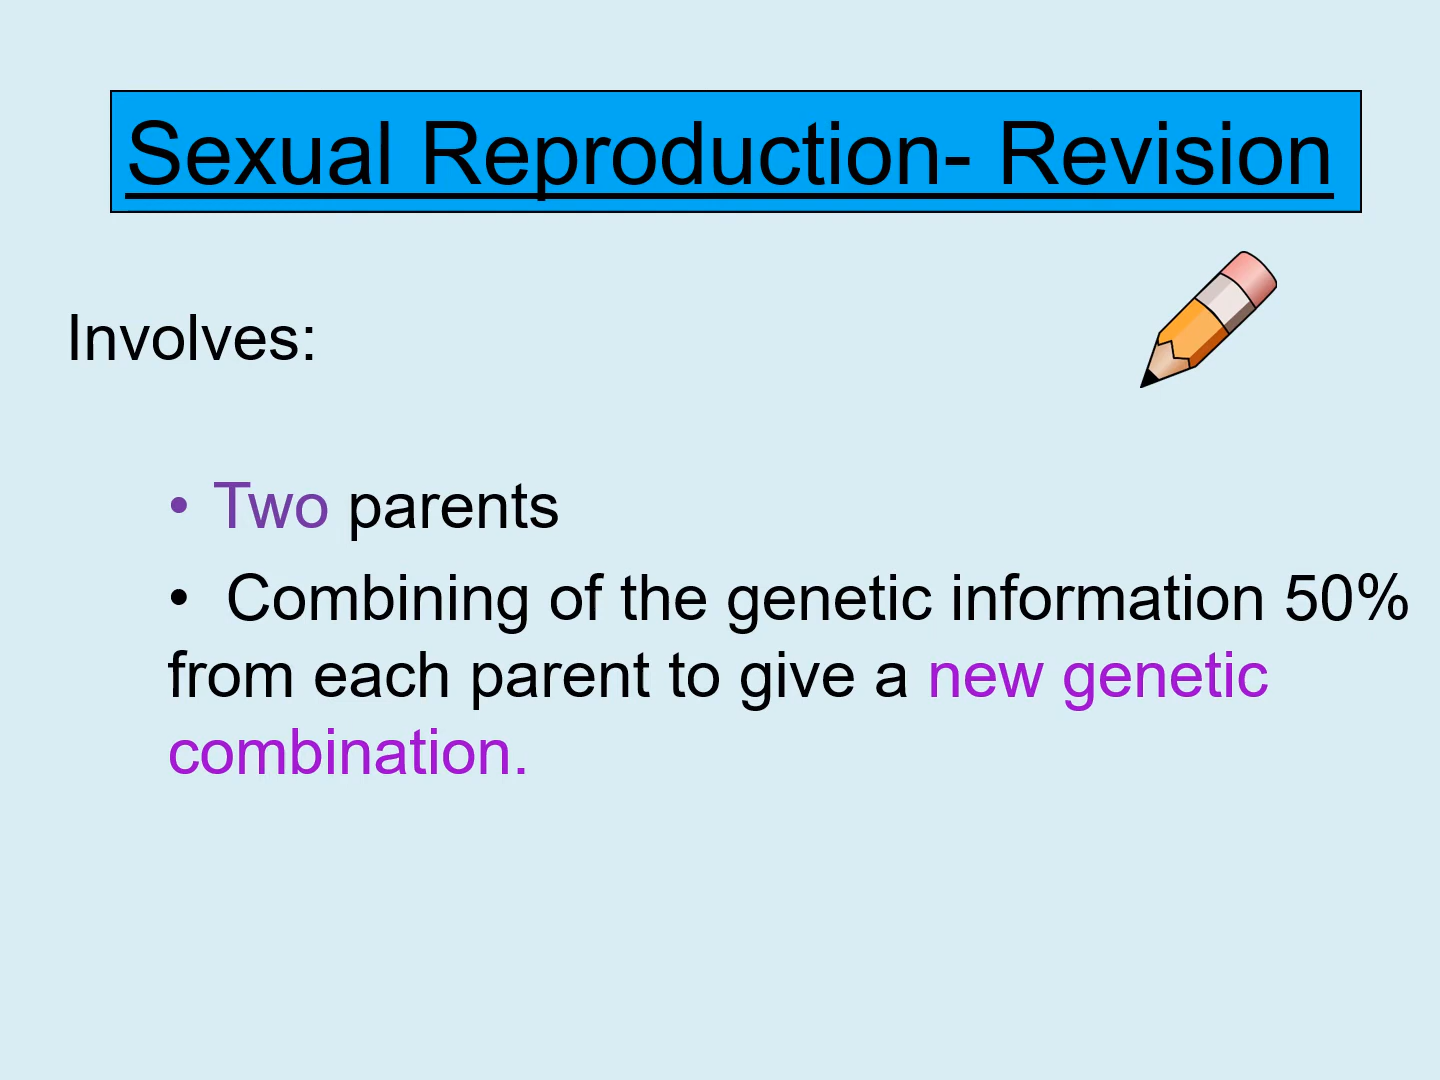 Sexual Reproduction- Revision
Involves:
• Two parents
• Combining of the genetic information 50%
from each parent to give a new genetic
combination.